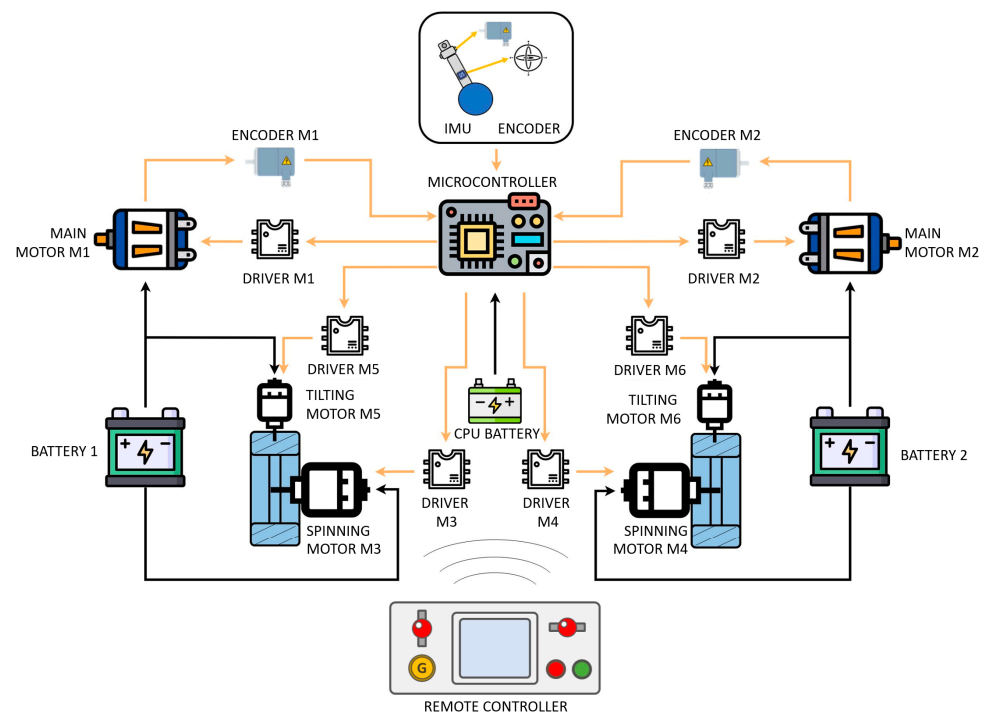 IMU ENCODER
ENCODER M1
ENCODER M2
MICROCONTROLLER
MAIN
MOTOR M1
MAIN
MOTOR M2
DRIVER M1
DRIVER M2
DRIVER M5
DRIVER M6
TILTING
MOTOR M5
TILTING
MOTOR M6
CPU BATTERY
BATTERY 1
BATTERY 2
DRIVER
M3
DRIVER
M4
SPINNING
MOTOR M3
SPINNING
MOTOR M4
G
REMOTE CONTROLLER